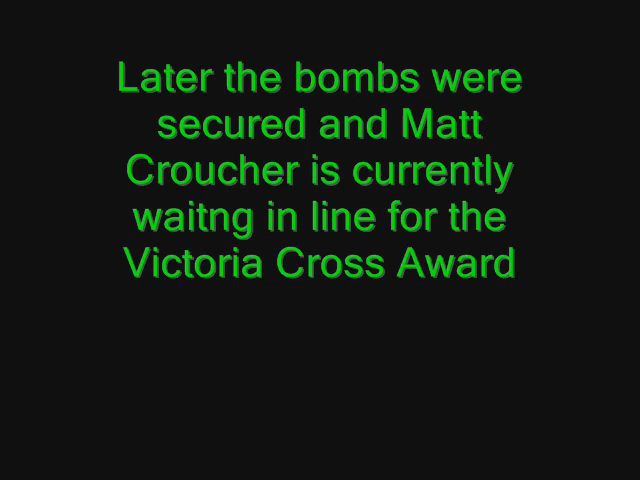 Later the bombs were
secured and Matt
Croucher is currently
waitng in line for the
Victoria Cross Award